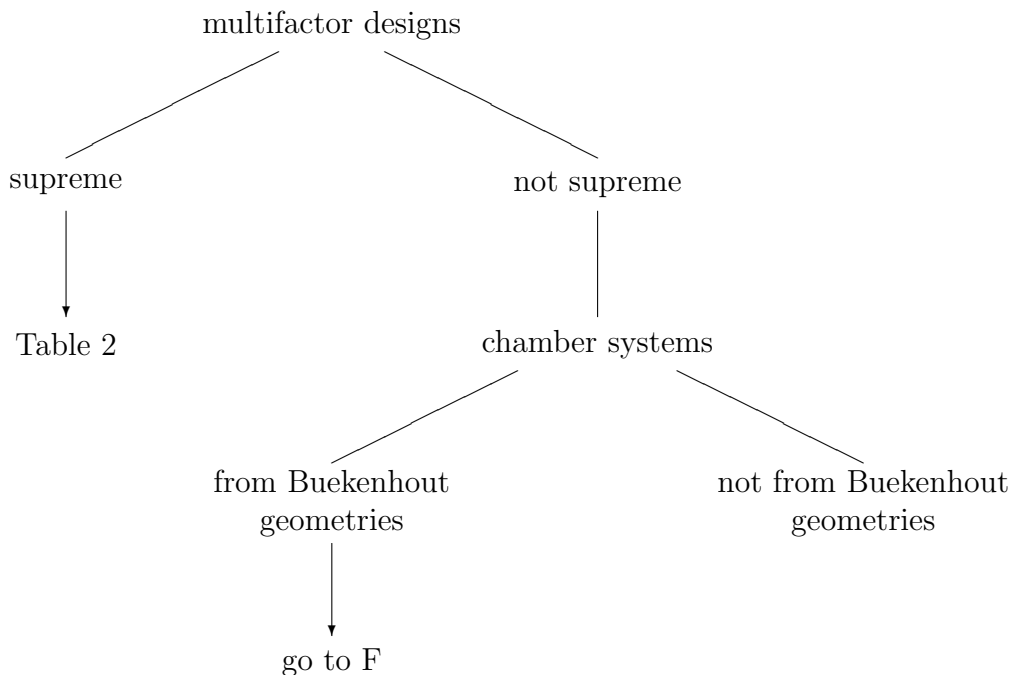 multifactor designs
supreme
not supreme
Table 2
chamber systems
from Buekenhout
geometries
not from Buekenhout
geometries
go to F